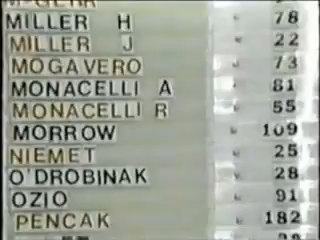 MILLER H 78
MILLER J 22
MOGAVERO 73
MONACELLI A 81
MONACELLI R 55
MORROW 109
NIEMET 25
O'DROBINAK 28
OZIO 91
PENCAK 182